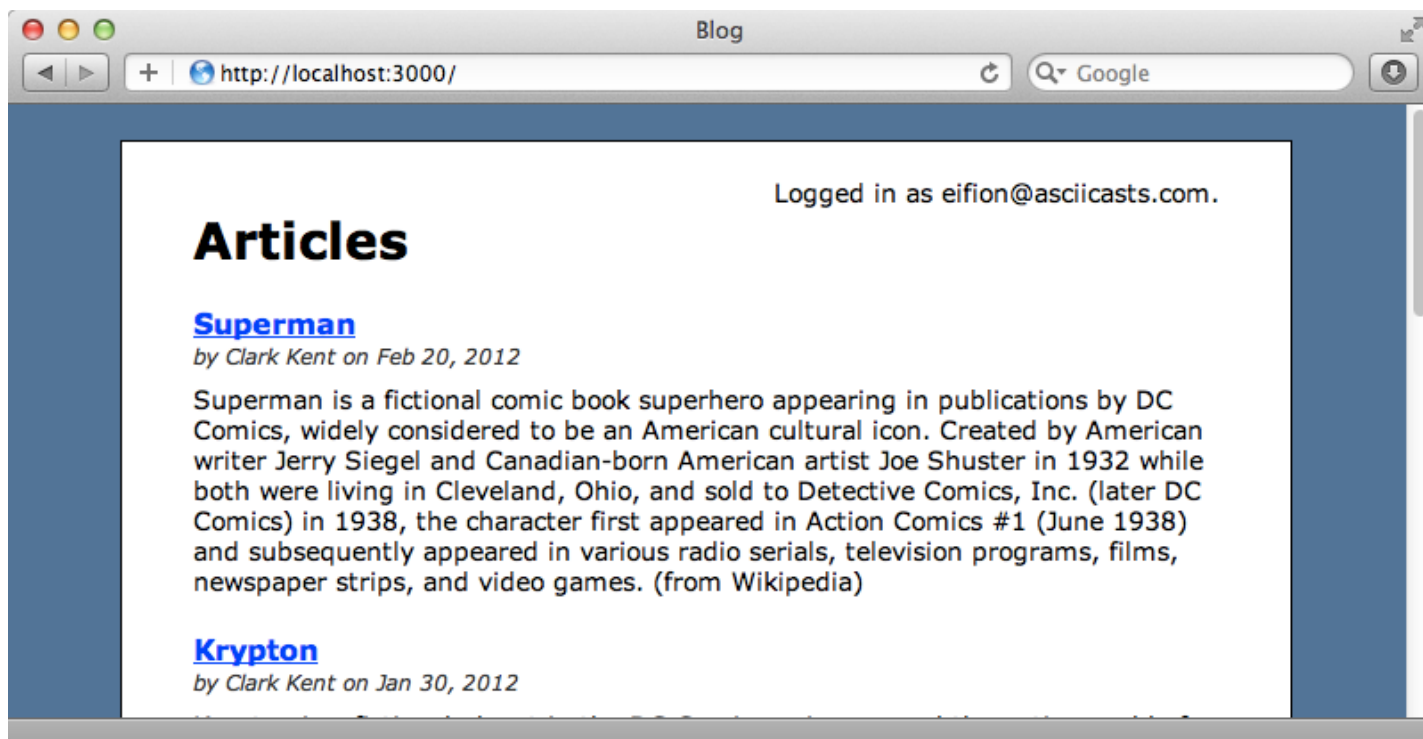 Blog
http://localhost:3000/
Google
Logged in as eifion@asciicasts.com.
Articles
Superman
by Clark Kent on Feb 20, 2012
Superman is a fictional comic book superhero appearing in publications by DC
Comics, widely considered to be an American cultural icon. Created by American
writer Jerry Siegel and Canadian-born American artist Joe Shuster in 1932 while
both were living in Cleveland, Ohio, and sold to Detective Comics, Inc. (later DC
Comics) in 1938, the character first appeared in Action Comics #1 (June 1938)
and subsequently appeared in various radio serials, television programs, films,
newspaper strips, and video games. (from Wikipedia)
Krypton
by Clark Kent on Jan 30, 2012